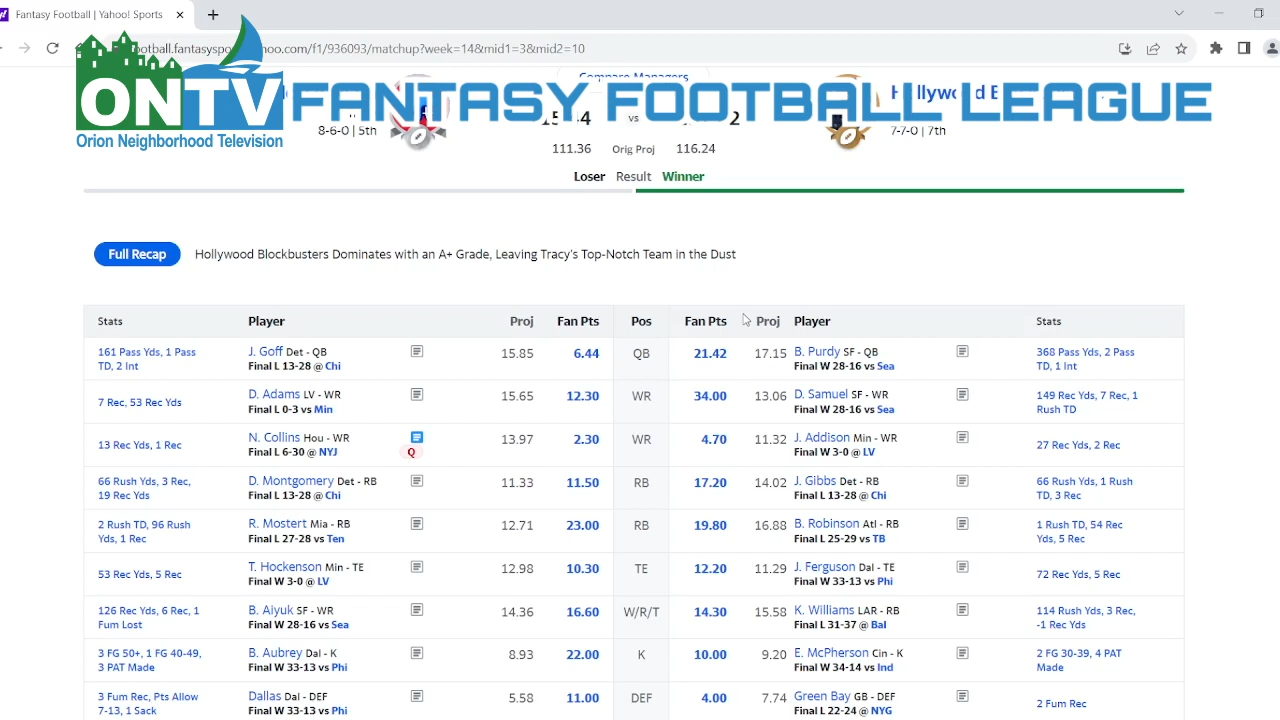 Fantasy Football | Yahoo! Sports
ootball.fantasyspo
oo.com/f1/936093/matchup?week=14&mid1=3&mid2=10
ONTV FANTASY FOOTBALL LEAGUE
Orion Neighborhood Television
Compare Managers
8-6-0 | 5th
vs
7-7-0 | 7th
111.36 Orig Proj 116.24
Loser Result Winner
Full Recap Hollywood Blockbusters Dominates with an A+ Grade, Leaving Tracy's Top-Notch Team in the Dust
Stats Player Proj Fan Pts Pos Fan Pts Proj Player Stats
161 Pass Yds, 1 Pass J. Goff Det - QB 15.85 6.44 QB 21.42 17.15 B. Purdy SF - QB 368 Pass Yds, 2 Pass
TD, 2 Int Final L 13-28 @ Chi Final W 28-16 vs Sea TD, 1 Int
7 Rec, 53 Rec Yds D. Adams LV - WR 15.65 12.30 WR 34.00 13.06 D. Samuel SF - WR 149 Rec Yds, 7 Rec, 1
Final L 0-3 vs Min Final W 28-16 vs Sea Rush TD
13 Rec Yds, 1 Rec N. Collins Hou - WR 13.97 2.30 WR 4.70 11.32 J. Addison Min - WR 27 Rec Yds, 2 Rec
Final L 6-30 @ NYJ Q Final W 3-0 @ LV
66 Rush Yds, 3 Rec, D. Montgomery Det - RB 11.33 11.50 RB 17.20 14.02 J. Gibbs Det - RB 66 Rush Yds, 1 Rush
19 Rec Yds Final L 13-28 @ Chi Final L 13-28 @ Chi TD, 3 Rec
2 Rush TD, 96 Rush R. Mostert Mia - RB 12.71 23.00 RB 19.80 16.88 B. Robinson Atl - RB 1 Rush TD, 54 Rec
Yds, 1 Rec Final L 27-28 vs Ten Final L 25-29 vs TB Yds, 5 Rec
53 Rec Yds, 5 Rec T. Hockenson Min - TE 12.98 10.30 TE 12.20 11.29 J. Ferguson Dal - TE 72 Rec Yds, 5 Rec
Final W 3-0 @ LV Final W 33-13 vs Phi
126 Rec Yds, 6 Rec, 1 B. Aiyuk SF - WR 14.36 16.60 W/R/T 14.30 15.58 K. Williams LAR - RB 114 Rush Yds, 3 Rec,
Fum Lost Final W 28-16 vs Sea Final L 31-37 @ Bal -1 Rec Yds
3 FG 50+, 1 FG 40-49, B. Aubrey Dal - K 8.93 22.00 K 10.00 9.20 E. McPherson Cin - K 2 FG 30-39, 4 PAT
3 PAT Made Final W 33-13 vs Phi Final W 34-14 vs Ind Made
3 Fum Rec, Pts Allow Dallas Dal - DEF 5.58 11.00 DEF 4.00 7.74 Green Bay GB - DEF 2 Fum Rec
7-13, 1 Sack Final W 33-13 vs Phi Final L 22-24 @ NYG